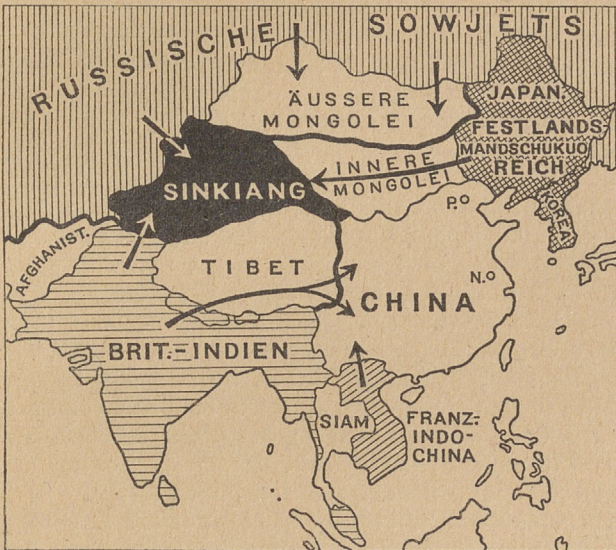 RUSSISCHE SOWJETS
ÄUSSERE
MONGOLEI
JAPAN.
FESTLANDS-
MANDSCHUKUO
REICH
INNERE
MONGOLEI
SINKIANG
P.
KOREA
AFGHANIST.
TIBET
N.
CHINA
BRIT.-INDIEN
SIAM
FRANZ.-
INDO-
CHINA